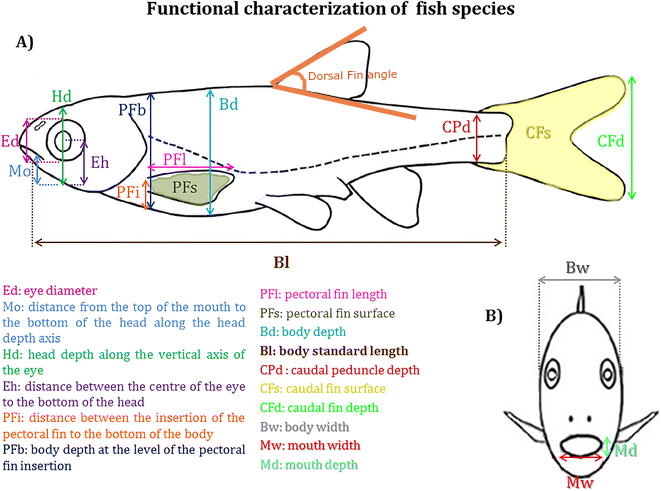 Functional characterization of fish species
A)
Hd
Dorsal Fin angle
PFb
Bd
Ed
CPd
CFs
CFd
Mo
Eh
PFl
PFi
PFs
Bl
Ed: eye diameter
Mo: distance from the top of the mouth to
the bottom of the head along the head
depth axis
Hd: head depth along the vertical axis of
the eye
Eh: distance between the centre of the eye
to the bottom of the head
PFi: distance between the insertion of the
pectoral fin to the bottom of the body
PFb: body depth at the level of the pectoral
fin insertion
PFl: pectoral fin length
PFs: pectoral fin surface
Bd: body depth
Bl: body standard length
CPd : caudal peduncle depth
CFs: caudal fin surface
CFd: caudal fin depth
Bw: body width
Mw: mouth width
Md: mouth depth
B)
Bw
Md
Mw